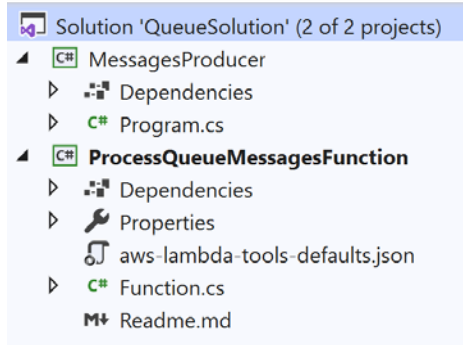 Solution 'QueueSolution' (2 of 2 projects)
C# MessagesProducer
Dependencies
C# Program.cs
C# ProcessQueueMessagesFunction
Dependencies
Properties
aws-lambda-tools-defaults.json
C# Function.cs
M↓ Readme.md